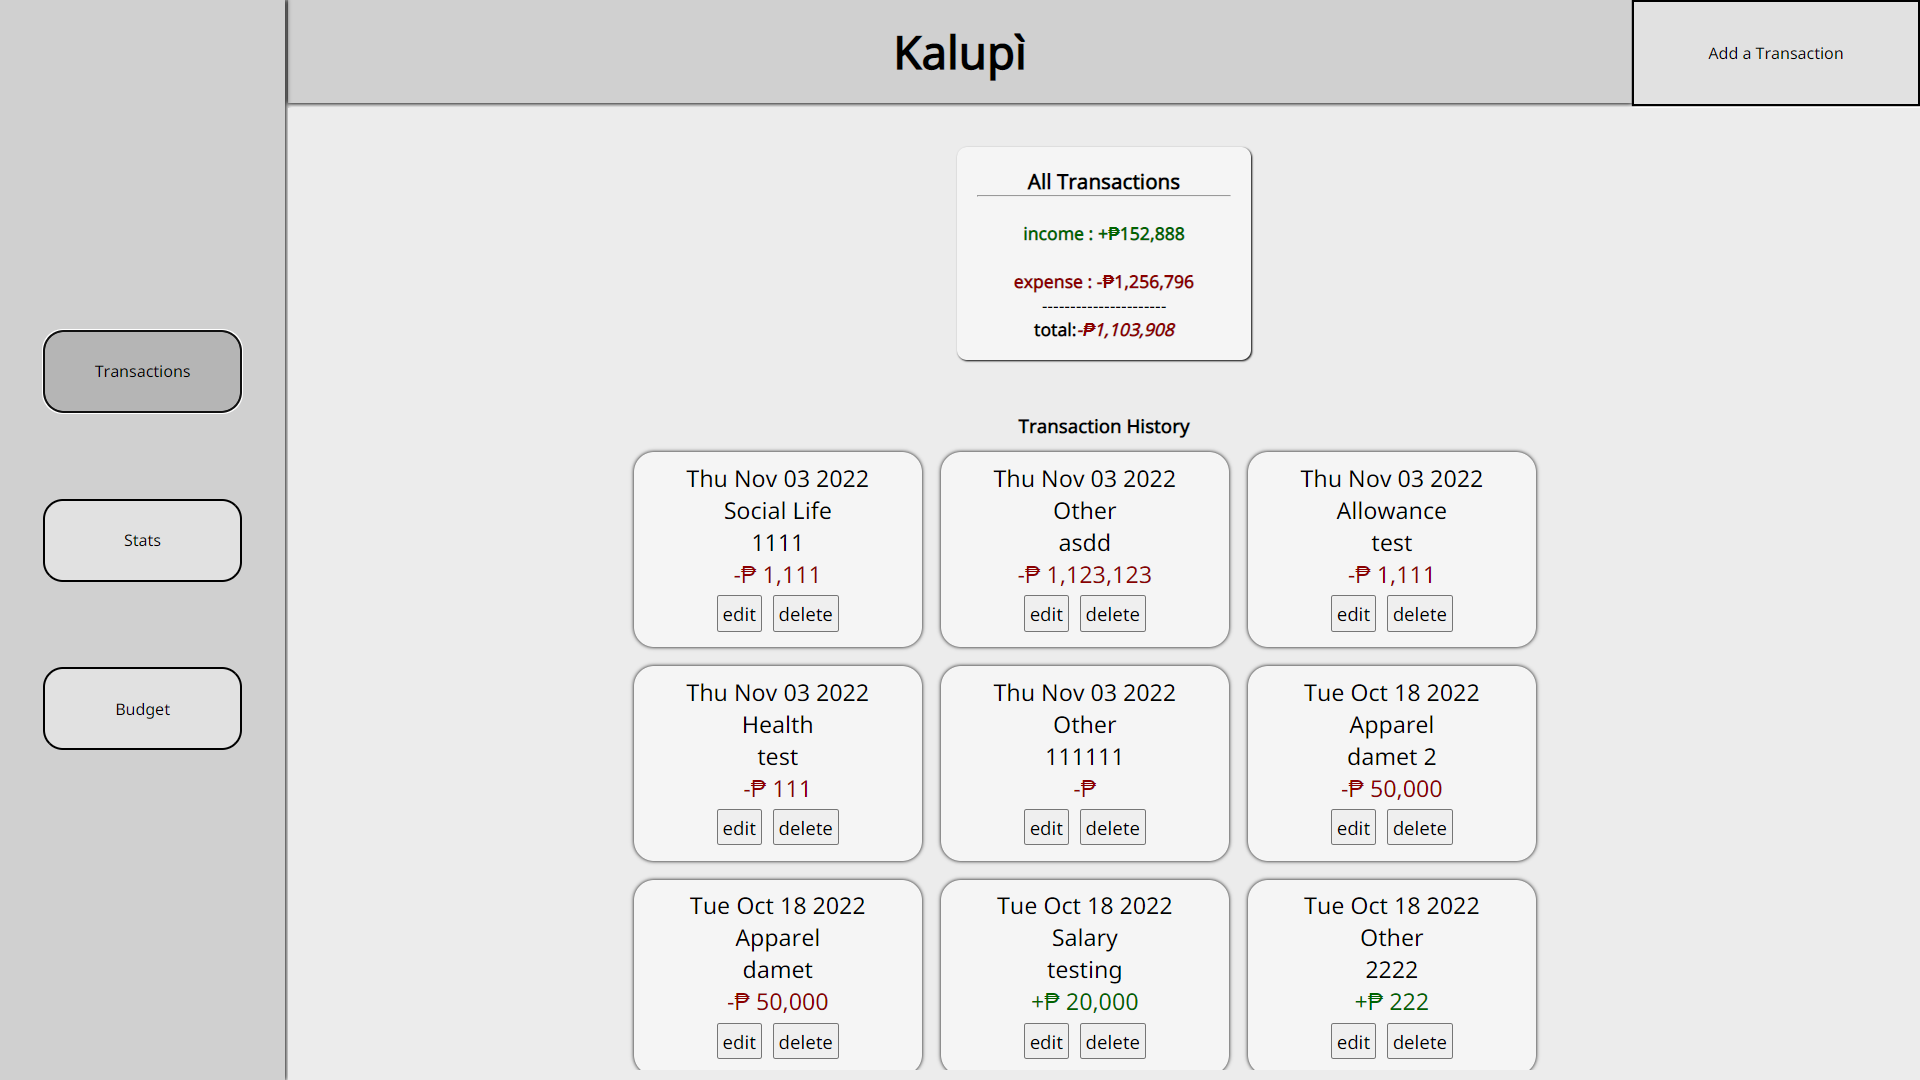 Kalupì
Add a Transaction
Transactions
Stats
Budget
All Transactions
income : +₱152,888
expense : -₱1,256,796
----------------------
total:-₱1,103,908
Transaction History
Thu Nov 03 2022
Social Life
1111
-₱ 1,111
edit delete
Thu Nov 03 2022
Other
asdd
-₱ 1,123,123
edit delete
Thu Nov 03 2022
Allowance
test
-₱ 1,111
edit delete
Thu Nov 03 2022
Health
test
-₱ 111
edit delete
Thu Nov 03 2022
Other
111111
-₱
edit delete
Tue Oct 18 2022
Apparel
damet 2
-₱ 50,000
edit delete
Tue Oct 18 2022
Apparel
damet
-₱ 50,000
edit delete
Tue Oct 18 2022
Salary
testing
+₱ 20,000
edit delete
Tue Oct 18 2022
Other
2222
+₱ 222
edit delete